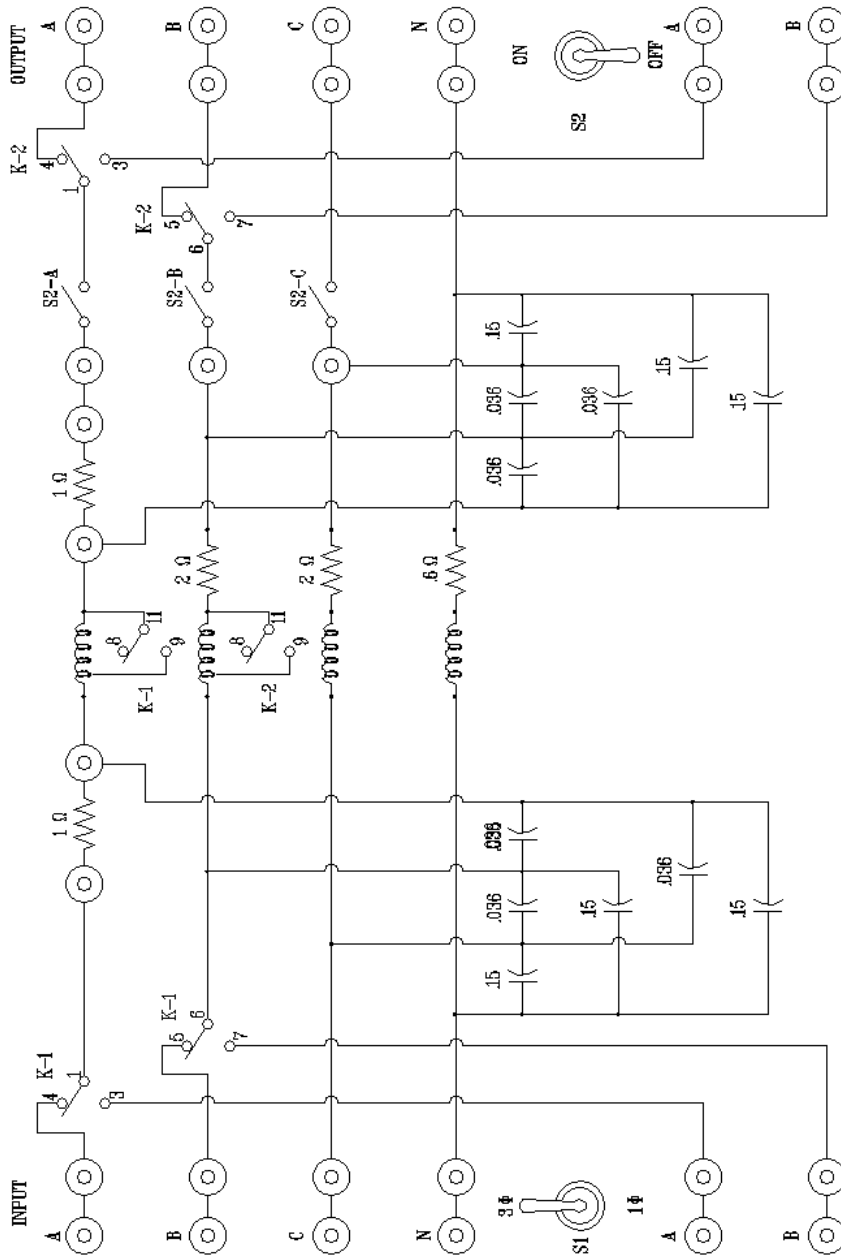 INPUT
K-2
OUTPUT
A
K-1
4
1
3
1 Ω
1 Ω
S2-A
4
1
3
A
8
11
9
K-1
B
K-1
5
6
7
2 Ω
S2-B
K-2
5
6
7
B
8
11
9
K-2
C
2 Ω
S2-C
C
N
.6 Ω
N
.15
.036
.036
.036
.036
.15
.15
.036
.036
.15
.15
.15
3Φ
S1
1Φ
ON
S2
OFF
A
A
B
B